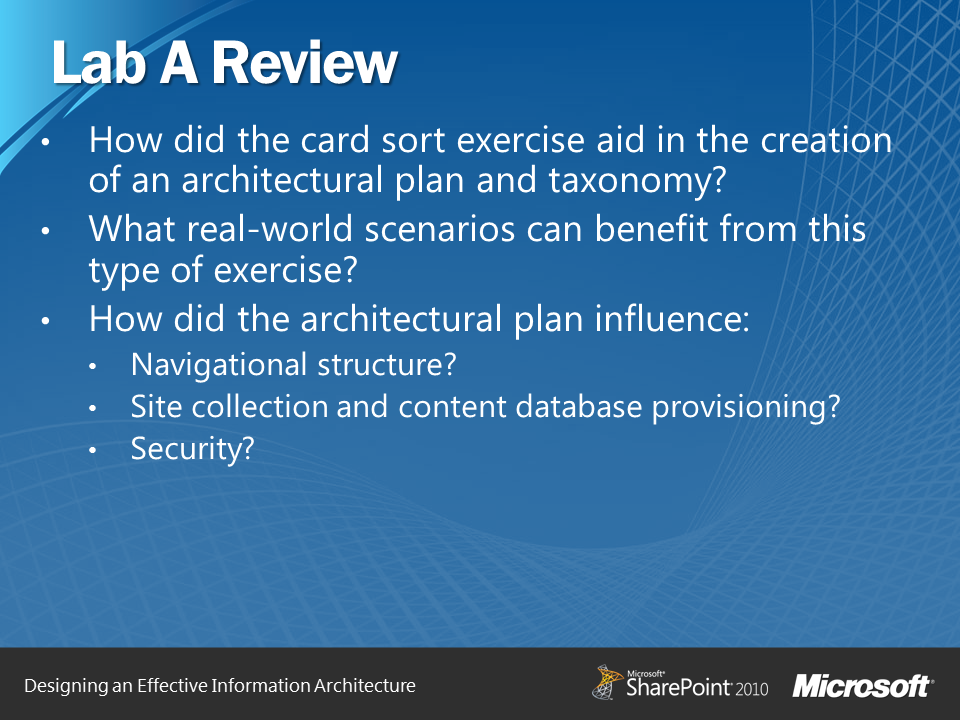 Lab A Review
• How did the card sort exercise aid in the creation
of an architectural plan and taxonomy?
• What real-world scenarios can benefit from this
type of exercise?
• How did the architectural plan influence:
• Navigational structure?
• Site collection and content database provisioning?
• Security?
Designing an Effective Information Architecture
Microsoft®
SharePoint® 2010
Microsoft®